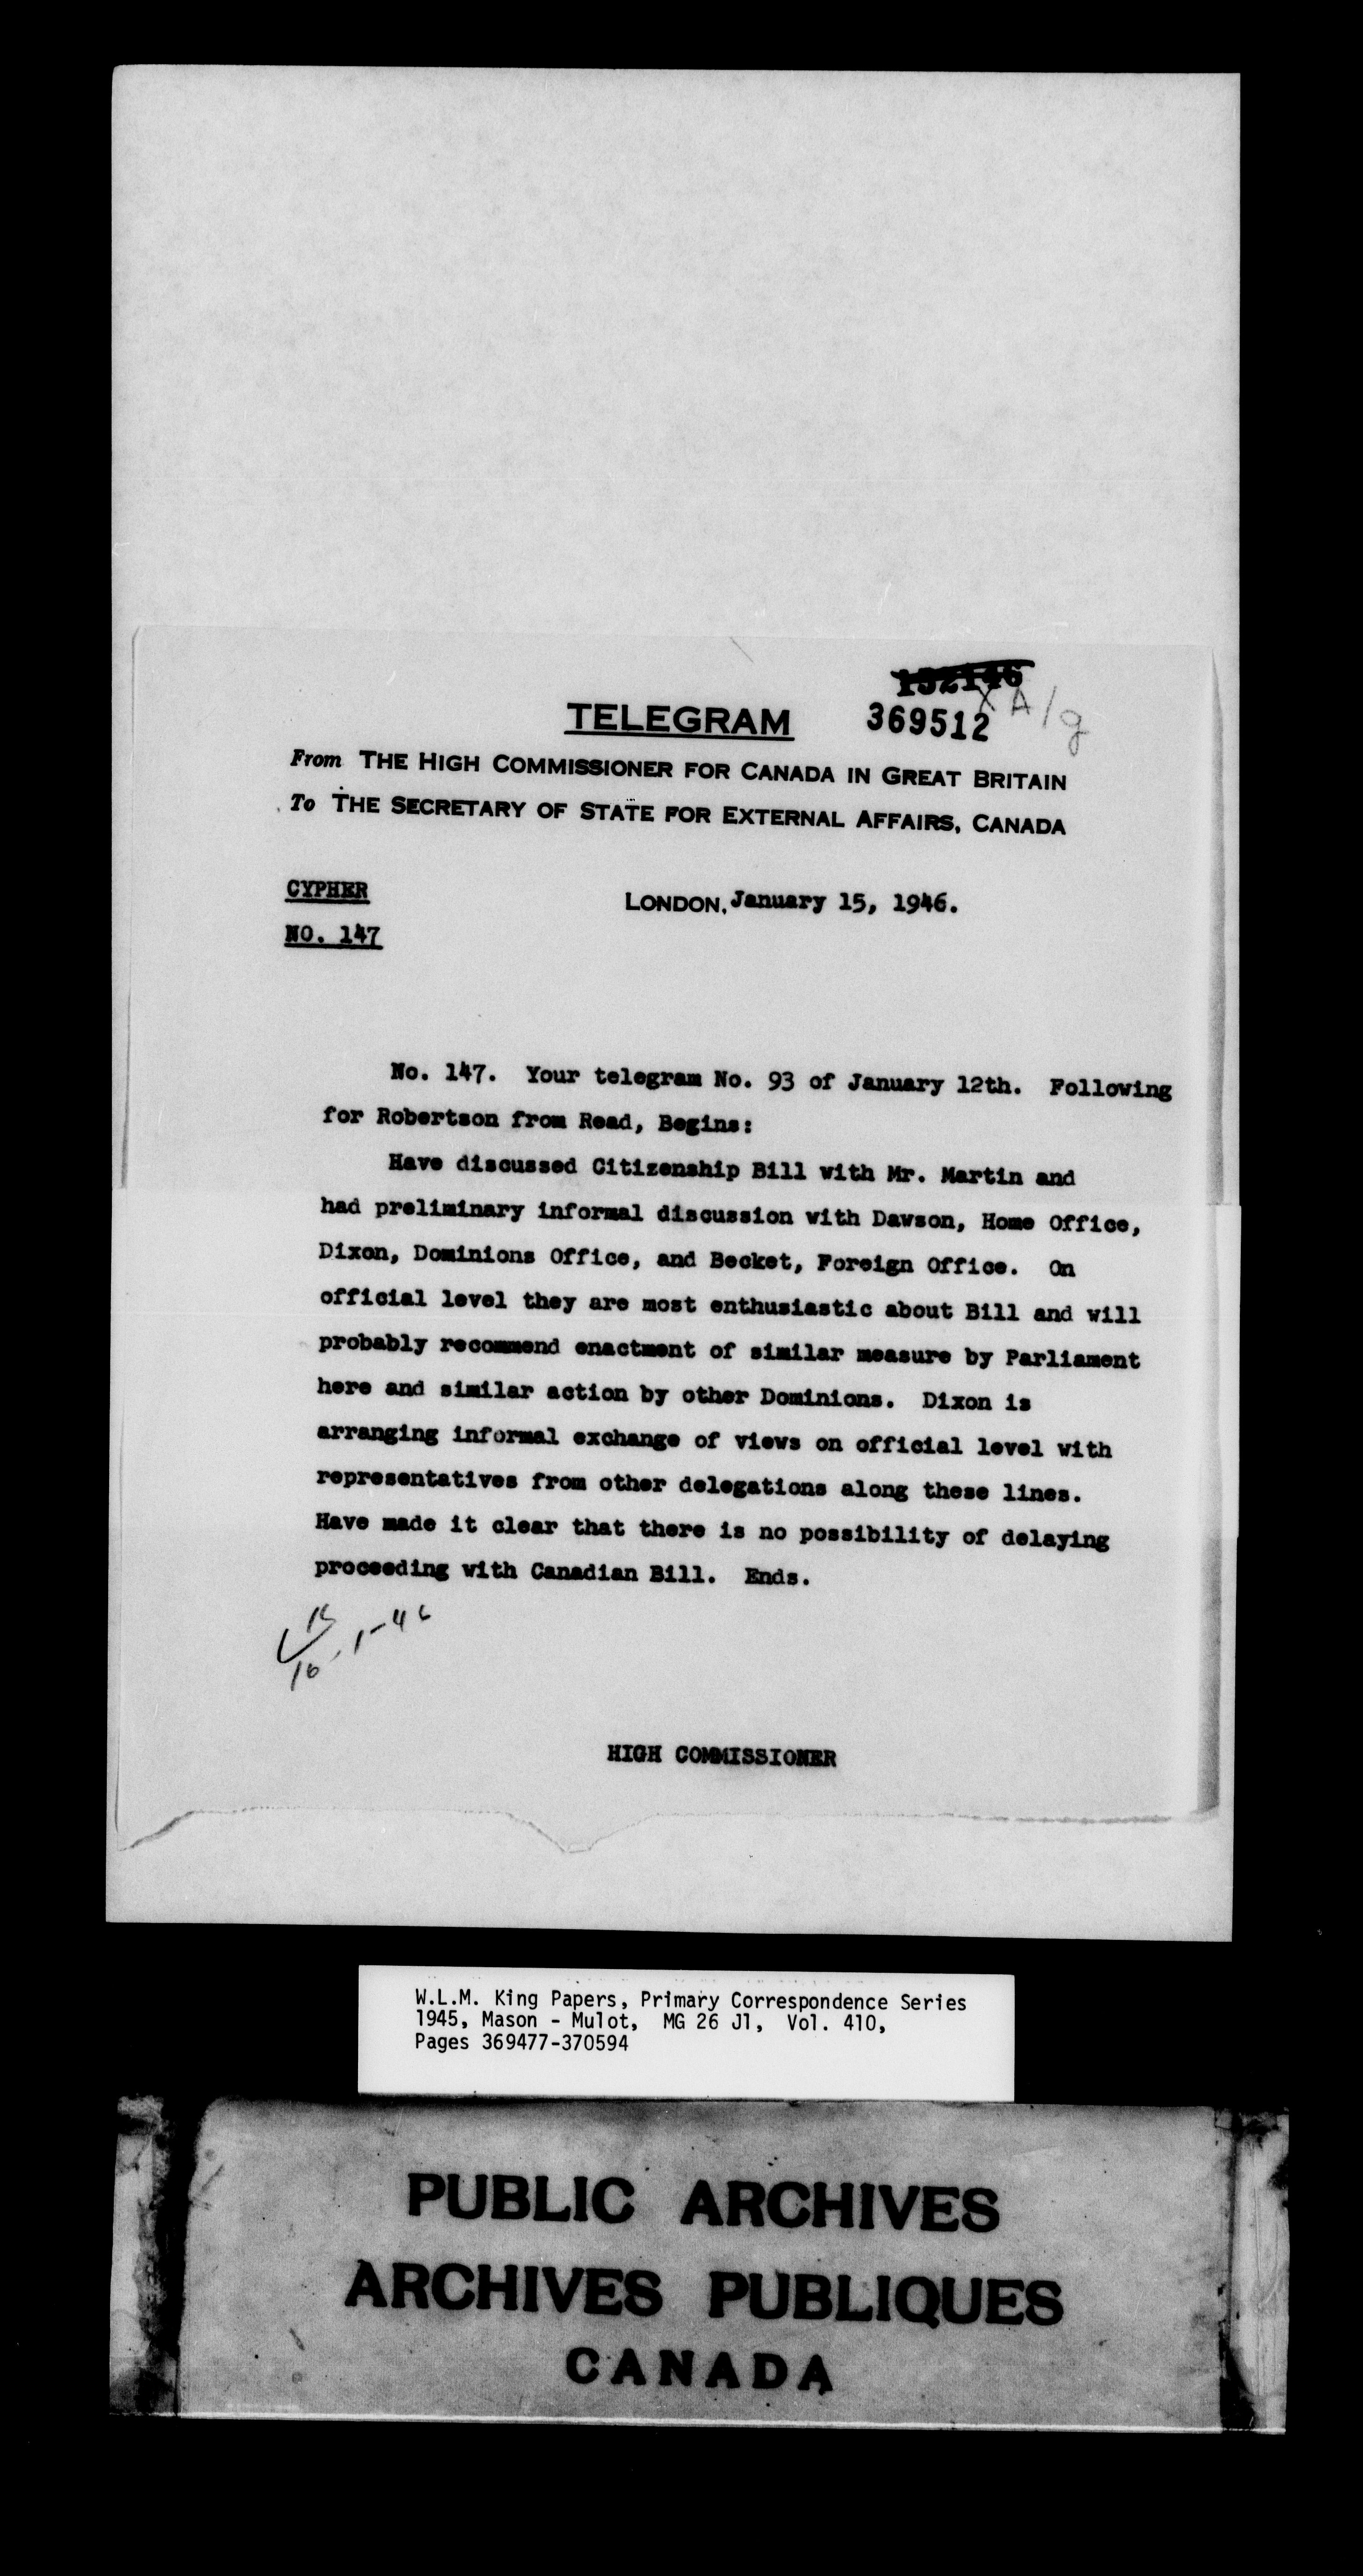 152146
369512 X A/g
TELEGRAM
From THE HIGH COMMISSIONER FOR CANADA IN GREAT BRITAIN
To THE SECRETARY OF STATE FOR EXTERNAL AFFAIRS, CANADA
CYPHER
LONDON, January 15, 1946.
NO. 147
No. 147. Your telegram No. 93 of January 12th. Following
for Robertson from Read, Begins:
Have discussed Citizenship Bill with Mr. Martin and
had preliminary informal discussion with Dawson, Home Office,
Dixon, Dominions Office, and Becket, Foreign Office. On
official level they are most enthusiastic about Bill and will
probably recommend enactment of similar measure by Parliament
here and similar action by other Dominions. Dixon is
arranging informal exchange of views on official level with
representatives from other delegations along these lines.
Have made it clear that there is no possibility of delaying
proceeding with Canadian Bill. Ends.
16-1-46
HIGH COMMISSIONER
W.L.M. King Papers, Primary Correspondence Series
1945, Mason - Mulot, MG 26 J1, Vol. 410,
Pages 369477-370594
PUBLIC ARCHIVES
ARCHIVES PUBLIQUES
CANADA